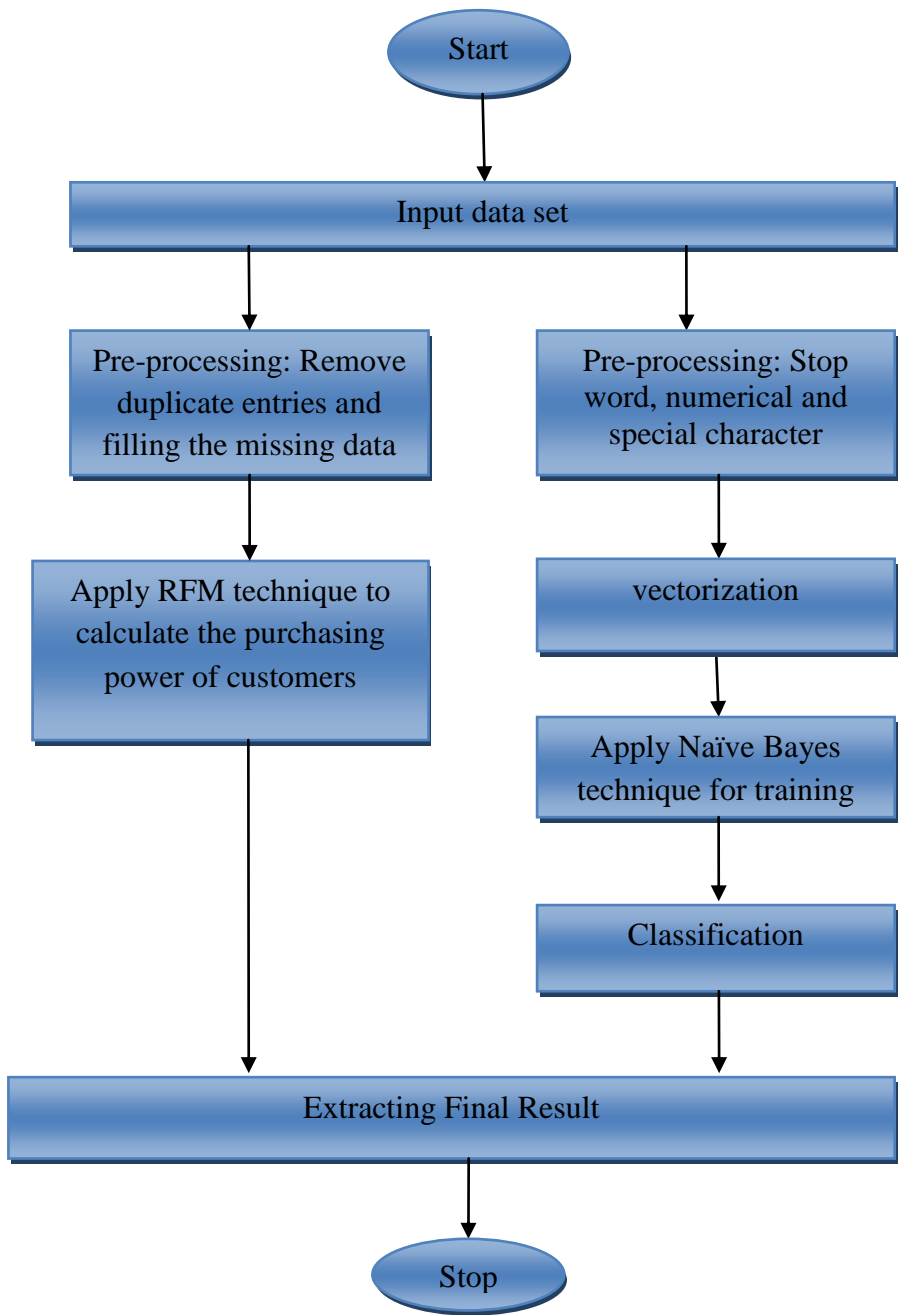 Start
Input data set
Pre-processing: Remove
duplicate entries and
filling the missing data
Apply RFM technique to
calculate the purchasing
power of customers
Pre-processing: Stop
word, numerical and
special character
vectorization
Apply Naïve Bayes
technique for training
Classification
Extracting Final Result
Stop